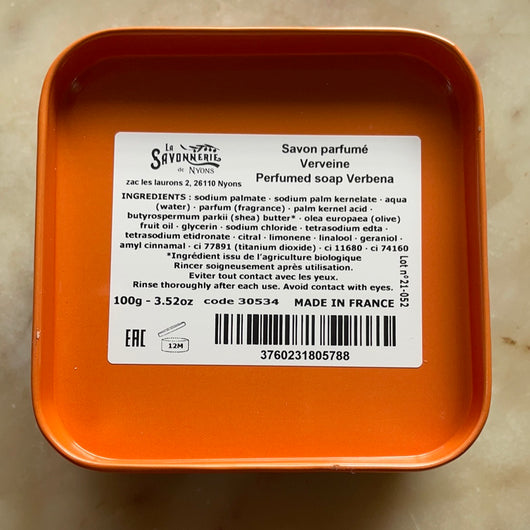 La
SAVONNERIE
de NYONS
zac les laurons 2, 26110 Nyons
Savon parfumé
Verveine
Perfumed soap Verbena
INGREDIENTS : sodium palmate · sodium palm kernelate · aqua
(water) · parfum (fragrance) · palm kernel acid ·
butyrospermum parkii (shea) butter* · olea europaea (olive)
fruit oil · glycerin · sodium chloride · tetrasodium edta ·
tetrasodium etidronate · citral · limonene · linalool · geraniol ·
amyl cinnamal · ci 77891 (titanium dioxide) · ci 11680 · ci 74160
*Ingrédient issu de l'agriculture biologique
Rincer soigneusement après utilisation.
Eviter tout contact avec les yeux.
Rinse thoroughly after each use. Avoid contact with eyes.
100g - 3.52oz code 30534 MADE IN FRANCE
Lot n°21-052
EAC
12M
3760231805788